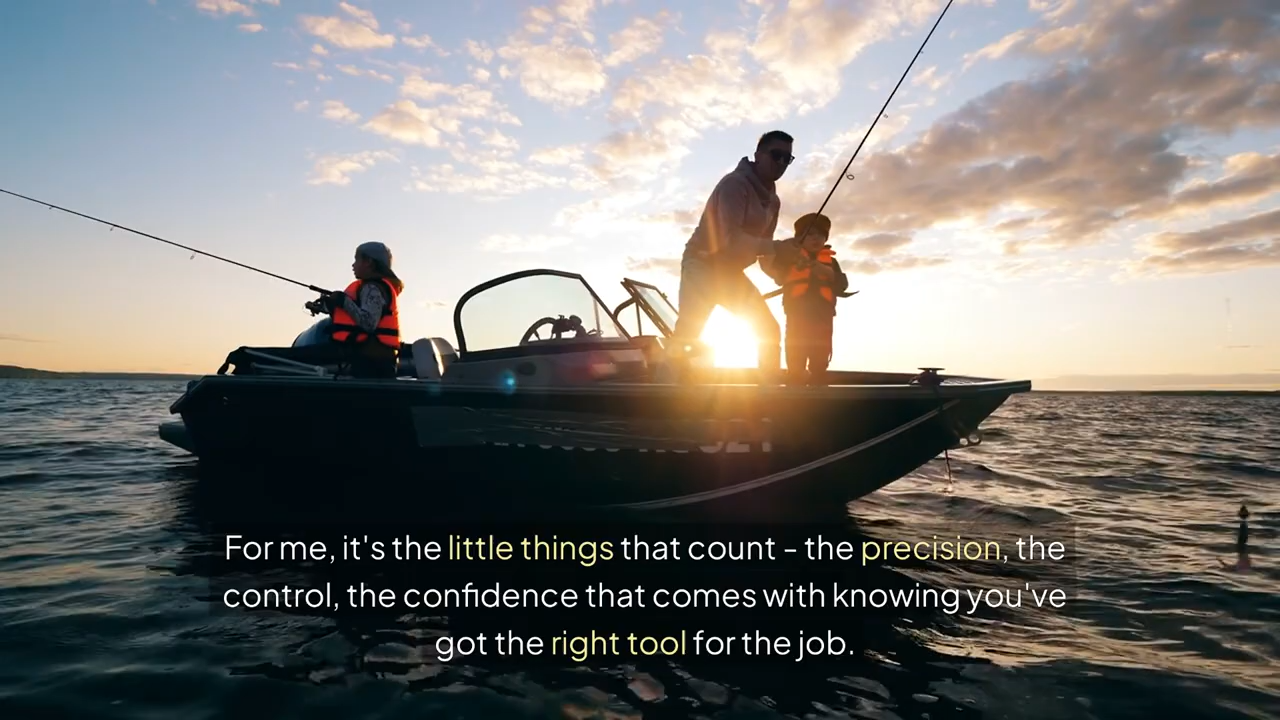 For me, it's the little things that count - the precision, the
control, the confidence that comes with knowing you've
got the right tool for the job.